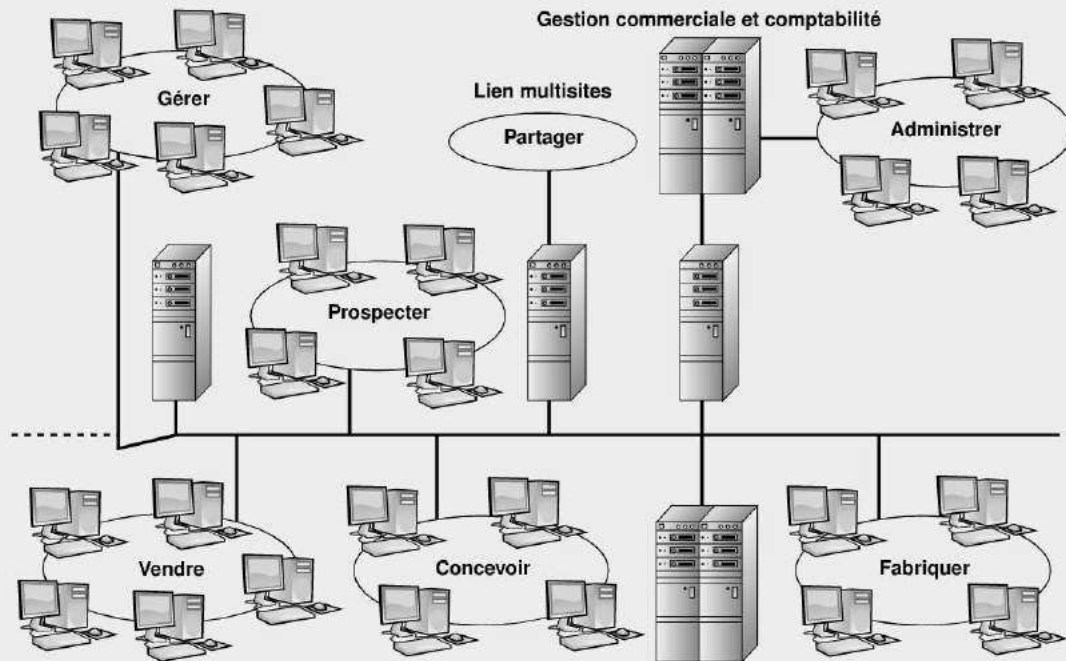 Gestion commerciale et comptabilité
Gérer
Lien multisites
Partager
Administrer
Prospecter
Vendre
Concevoir
Fabriquer